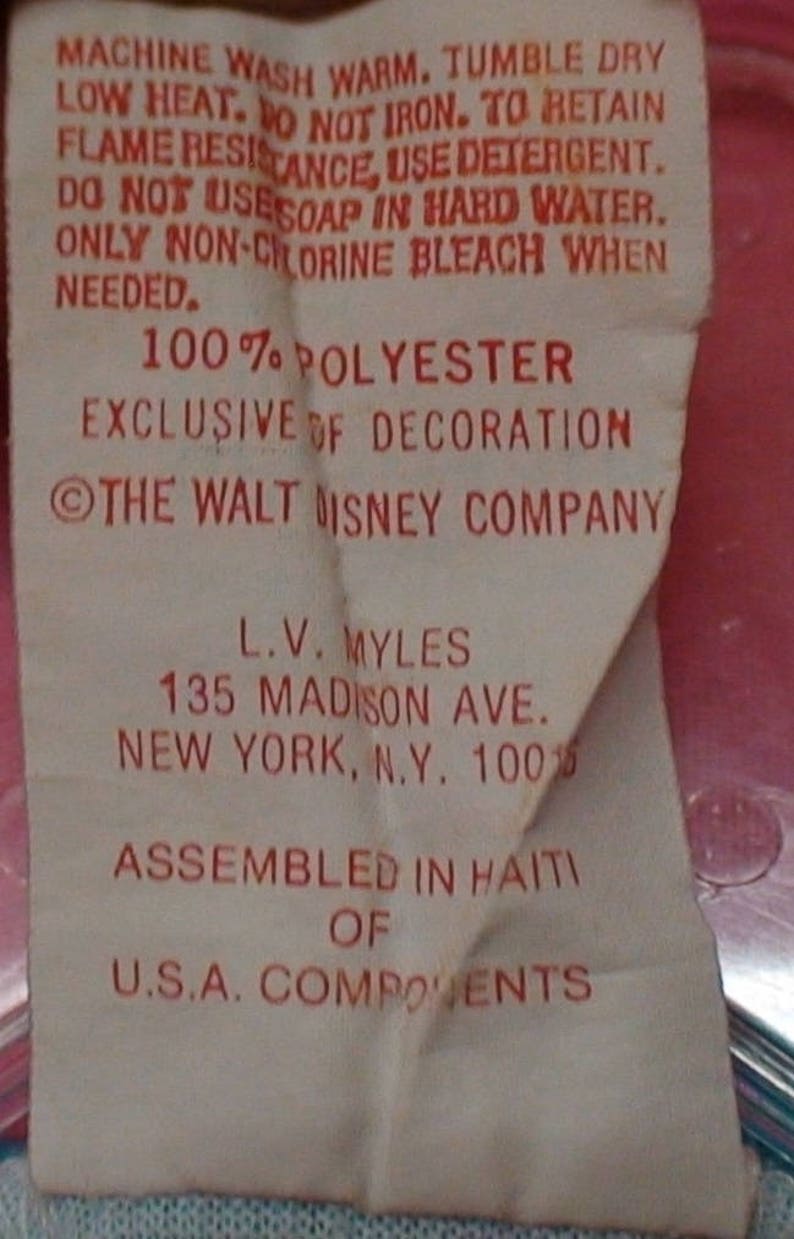 MACHINE WASH WARM. TUMBLE DRY
LOW HEAT. DO NOT IRON. TO RETAIN
FLAME RESISTANCE, USE DETERGENT.
DO NOT USE SOAP IN HARD WATER.
ONLY NON-CHLORINE BLEACH WHEN
NEEDED.
100% POLYESTER
EXCLUSIVE OF DECORATION
©THE WALT DISNEY COMPANY
L.V. MYLES
135 MADISON AVE.
NEW YORK, N.Y.
ASSEMBLED IN HAITI
OF
U.S.A. COMPONENTS